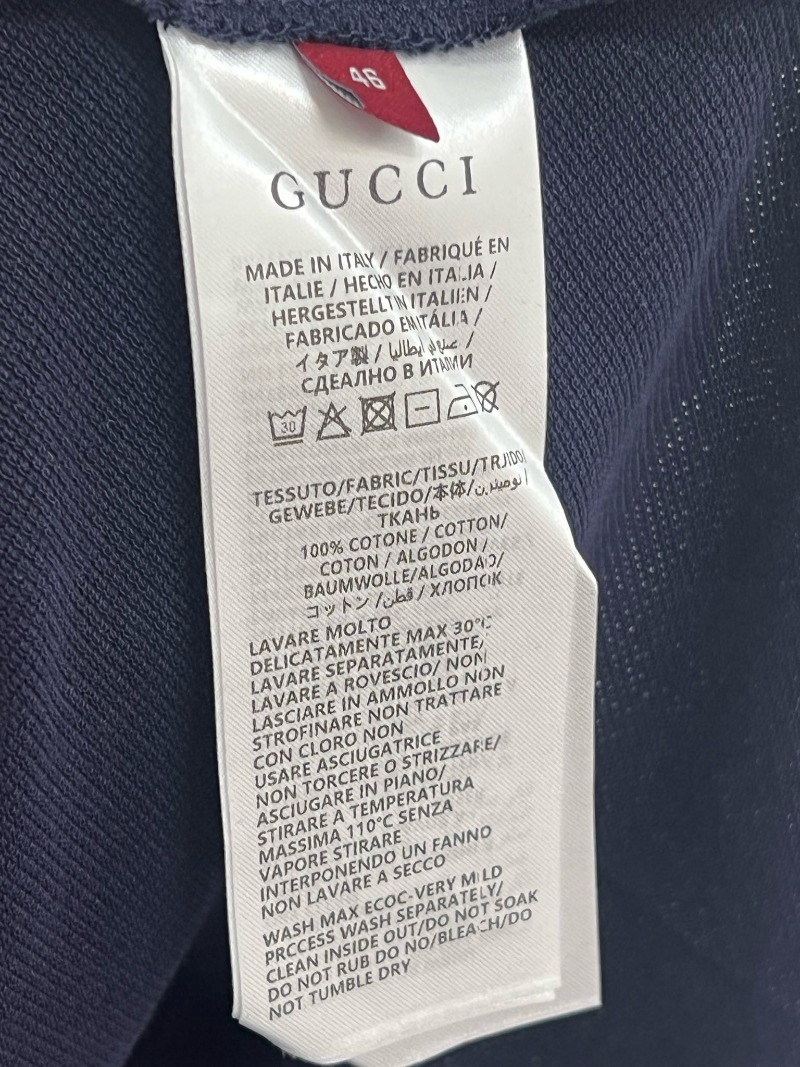 46
GUCCI
MADE IN ITALY / FABRIQUÉ EN
ITALIE / HECHO EN ITALIA /
HERGESTELLT IN ITALIEN /
FABRICADO EM ITÁLIA /
イタア製 / إيطاليا /
СДЕАЛНО В ИТАЛИИ
30
TESSUTO/FABRIC/TISSU/TRJIDO/
GEWEBE/TECIDO/本体/
ТКАНЬ
100% COTONE / COTTON/
COTON / ALGODON /
BAUMWOLLE/ALGODAO/
コットン /قطن/ ХЛОПОК
LAVARE MOLTO
DELICATAMENTE MAX 30°C
LAVARE SEPARATAMENTE/
LAVARE A ROVESCIO/ NON
LASCIARE IN AMMOLLO NON
STROFINARE NON TRATTARE
CON CLORO NON
USARE ASCIUGATRICE
NON TORCERE O STRIZZARE/
ASCIUGARE IN PIANO/
STIRARE A TEMPERATURA
MASSIMA 110°C SENZA
VAPORE STIRARE
INTERPONENDO UN FANNO
NON LAVARE A SECCO
WASH MAX ECOC-VERY MILD
PRCCESS WASH SEPARATELY/
CLEAN INSIDE OUT/DO NOT SOAK
DO NOT RUB DO NO/BLEACH/DO
NOT TUMBLE DRY